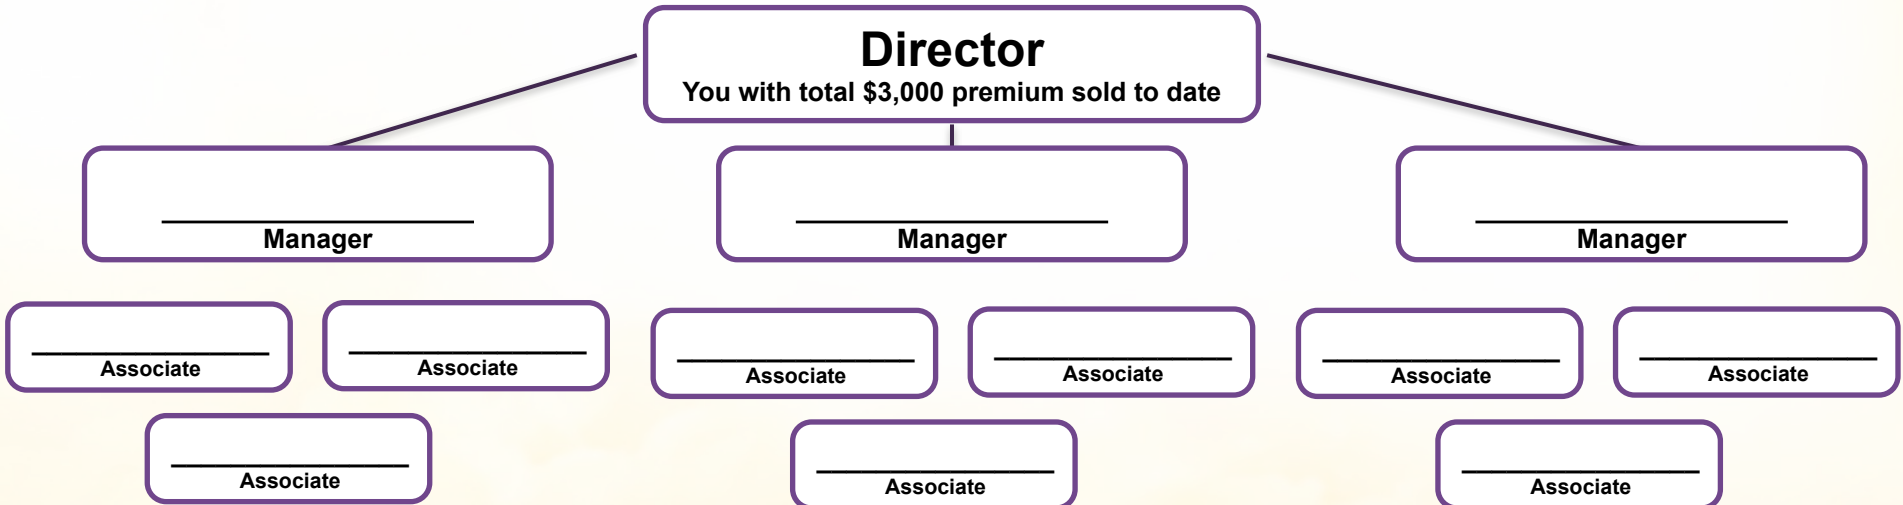 Director
You with total $3,000 premium sold to date
Manager
Manager
Manager
Associate
Associate
Associate
Associate
Associate
Associate
Associate
Associate
Associate